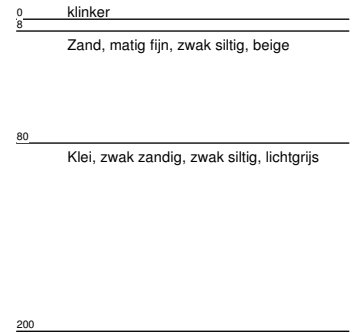 0 klinker
8
Zand, matig fijn, zwak siltig, beige
80
Klei, zwak zandig, zwak siltig, lichtgrijs
200